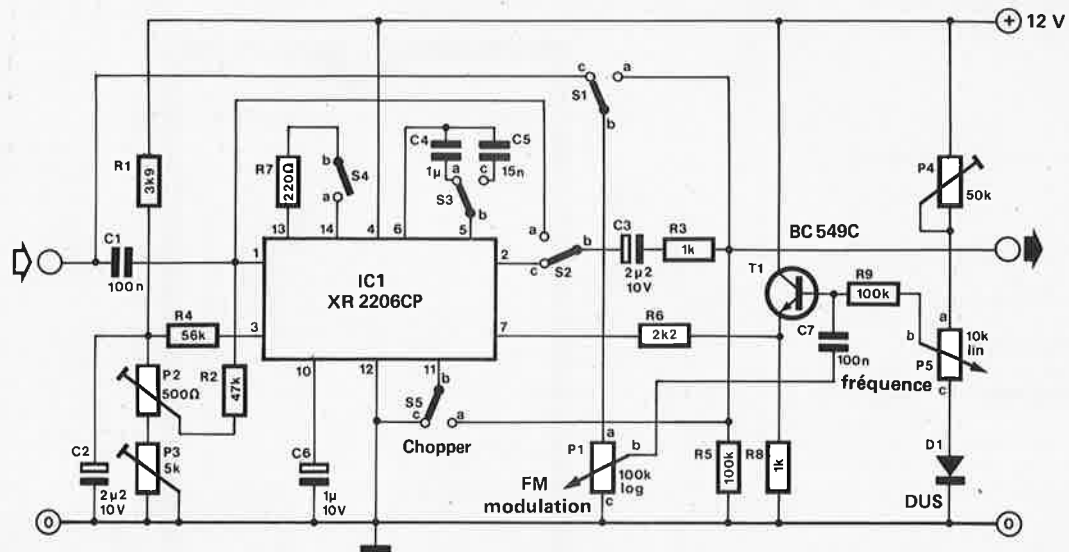 + 12 V
c
a
S1
b
R1
3k9
C4
C5
1µ
15n
a
c
S3
b
R7
220Ω
b
S4
a
P4
50k
13
14
4
6
5
C1
100n
1
2
a
b
c
S2
C3
2µ2
10V
R3
1k
BC 549C
T1
R9
100k
IC1
XR 2206CP
R4
56k
3
7
R6
2k2
C7
100n
a
b
10k
lin
P5
c
fréquence
P2
500Ω
R2
47k
10
12
11
b
S5
c
a
Chopper
C2
2µ2
10V
P3
5k
C6
1µ
10V
FM
modulation
a
P1
b
100k
log
c
R5
100k
R8
1k
D1
DUS
0
0